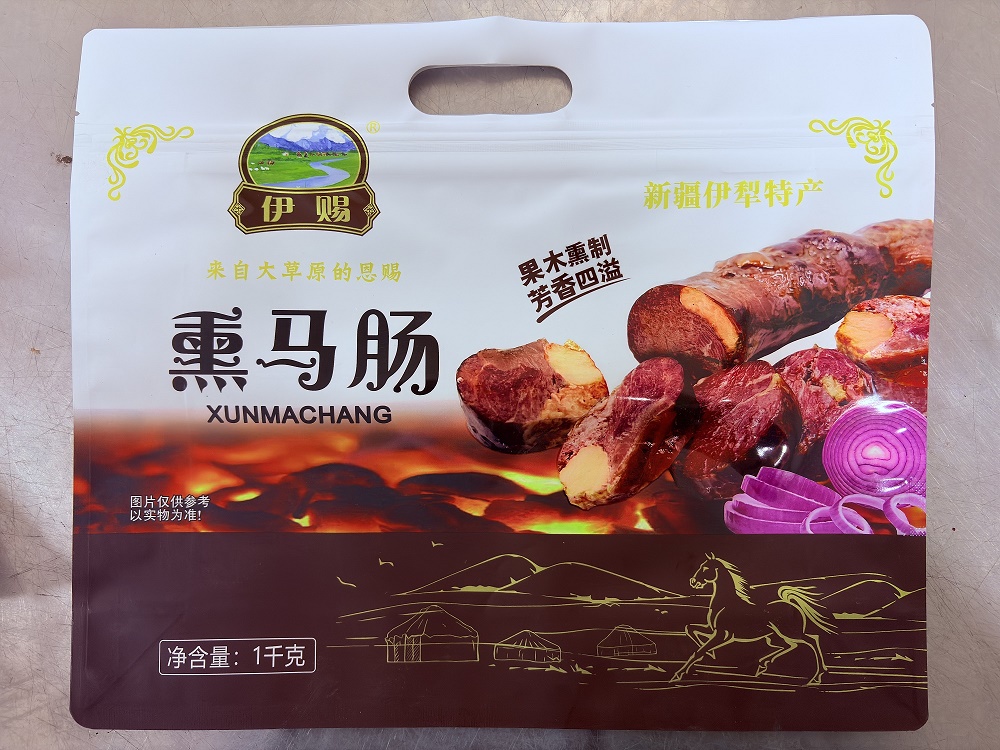 伊赐
®
新疆伊犁特产
来自大草原的恩赐
果木熏制
芳香四溢
熏马肠
XUNMACHANG
图片仅供参考
以实物为准!
净含量:1千克